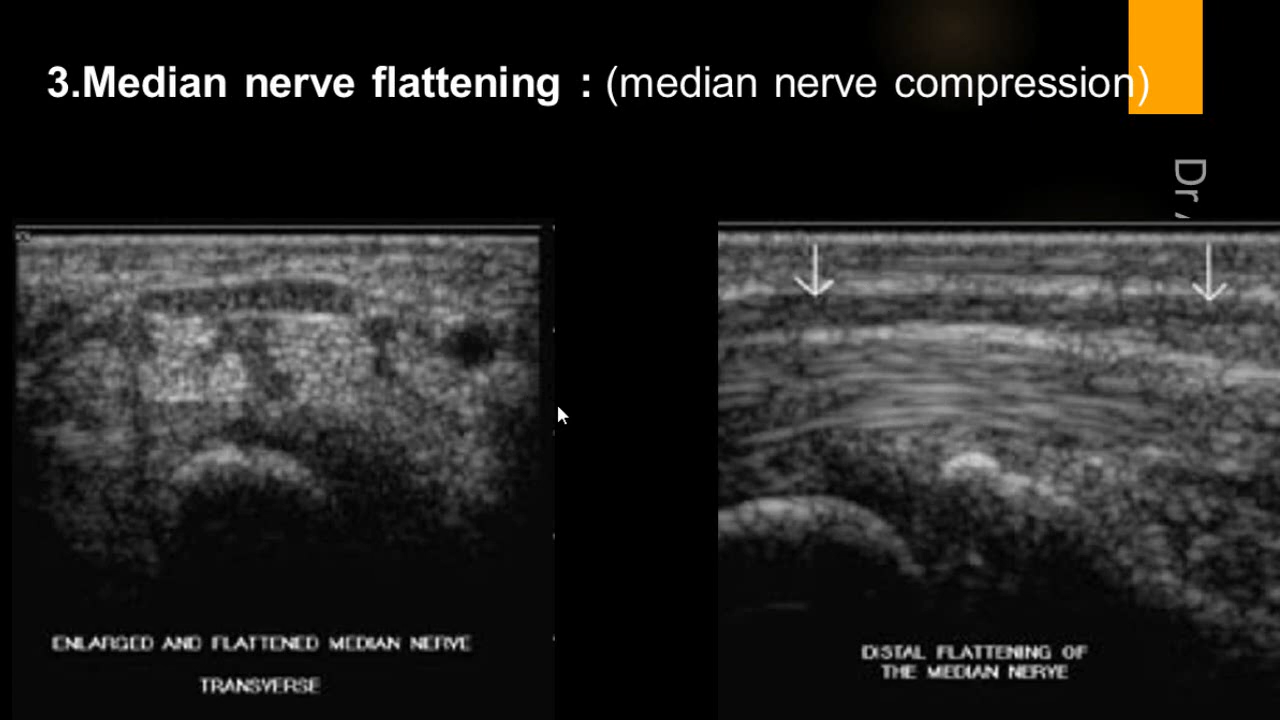 3.Median nerve flattening : (median nerve compression)
Dr
ENLARGED AND FLATTENED MEDIAN NERVE
TRANSVERSE
DISTAL FLATTENING OF
THE MEDIAN NERVE